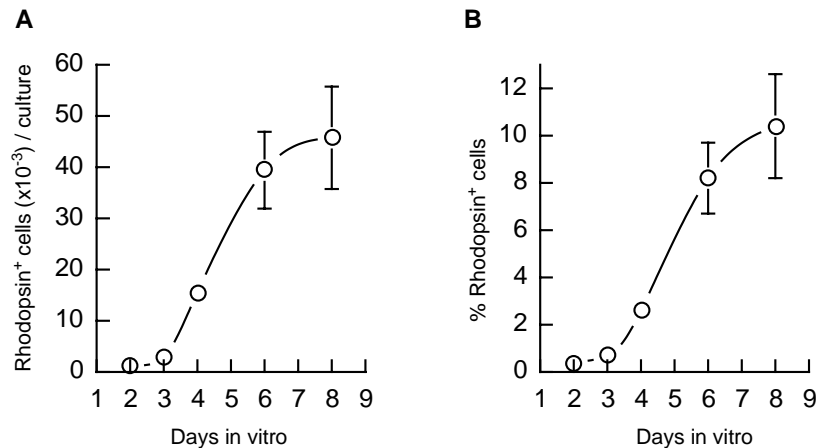 A
Rhodopsin⁺ cells (x10⁻³) / culture
60
50
40
30
20
10
0
1 2 3 4 5 6 7 8 9
Days in vitro
B
% Rhodopsin⁺ cells
12
10
8
6
4
2
0
1 2 3 4 5 6 7 8 9
Days in vitro